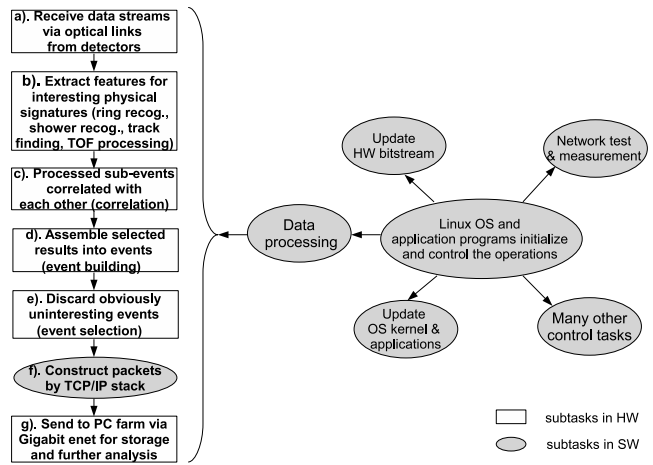 a). Receive data streams
via optical links
from detectors
b). Extract features for
interesting physical
signatures (ring recog.,
shower recog., track
finding, TOF processing)
c). Processed sub-events
correlated with
each other (correlation)
d). Assemble selected
results into events
(event building)
e). Discard obviously
uninteresting events
(event selection)
f). Construct packets
by TCP/IP stack
g). Send to PC farm via
Gigabit enet for storage
and further analysis
Data
processing
Update
HW bitstream
Network test
& measurement
Linux OS and
application programs initialize
and control the operations
Update
OS kernel &
applications
Many other
control tasks
subtasks in HW
subtasks in SW